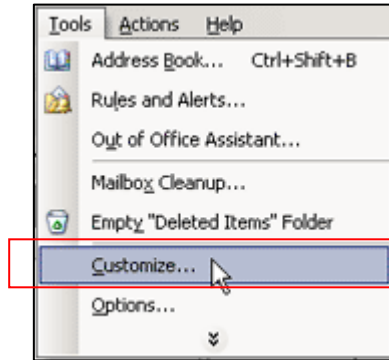 Tools Actions Help
Address Book... Ctrl+Shift+B
Rules and Alerts...
Out of Office Assistant...
Mailbox Cleanup...
Empty "Deleted Items" Folder
Customize...
Options...